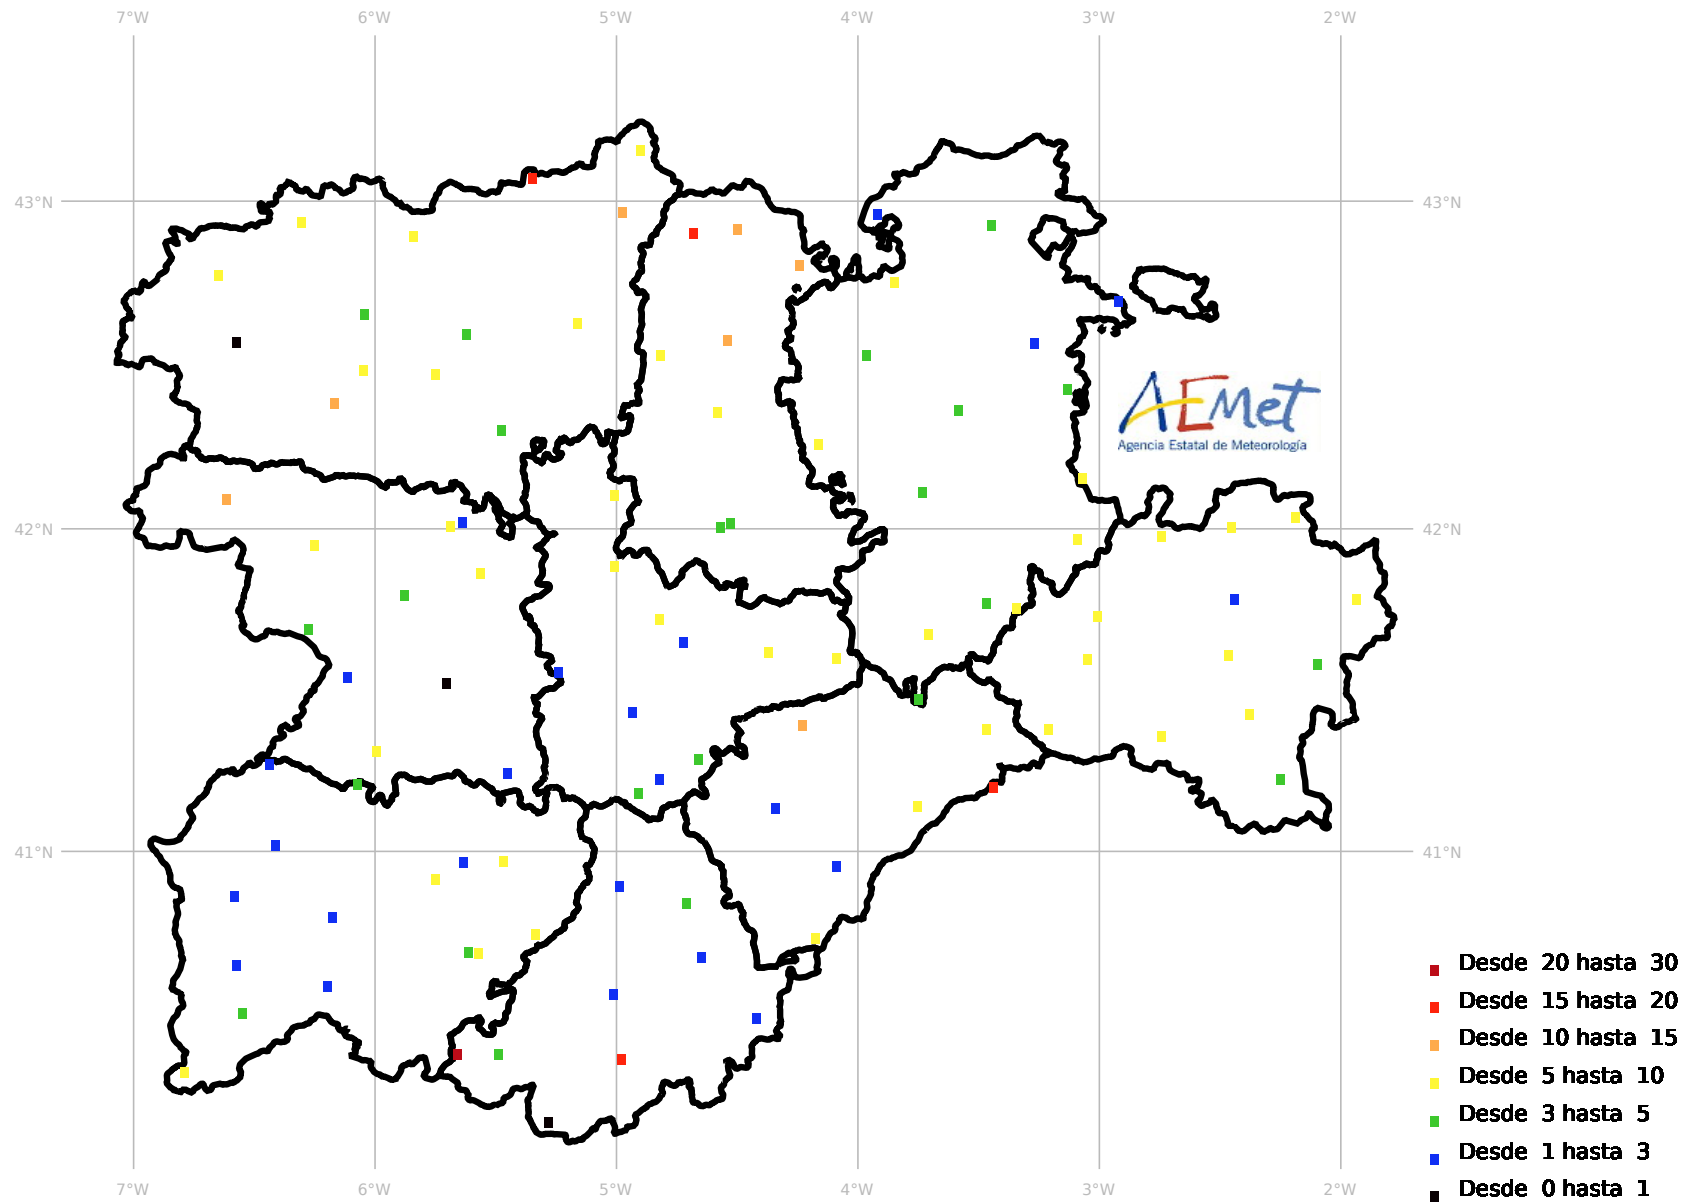 7°W 6°W 5°W 4°W 3°W 2°W
43°N 43°N
AEMet
Agencia Estatal de Meteorología
42°N 42°N
41°N 41°N
Desde 20 hasta 30
Desde 15 hasta 20
Desde 10 hasta 15
Desde 5 hasta 10
Desde 3 hasta 5
Desde 1 hasta 3
Desde 0 hasta 1
7°W 6°W 5°W 4°W 3°W 2°W